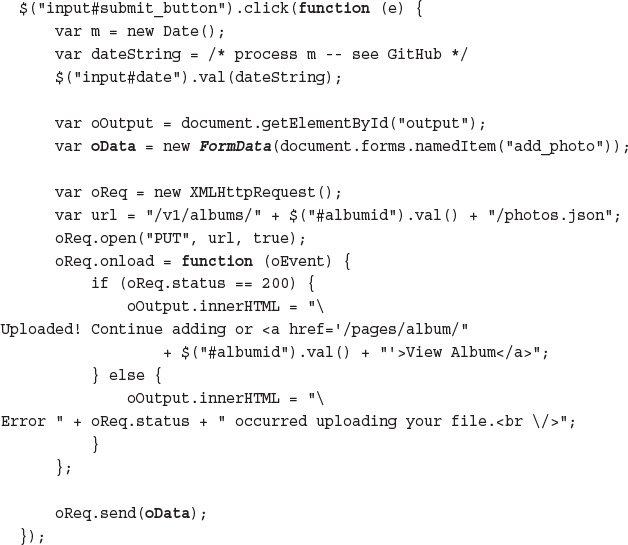 $("input#submit_button").click(function (e) {
var m = new Date();
var dateString = /* process m -- see GitHub */
$("input#date").val(dateString);
var oOutput = document.getElementById("output");
var oData = new FormData(document.forms.namedItem("add_photo"));
var oReq = new XMLHttpRequest();
var url = "/v1/albums/" + $("#albumid").val() + "/photos.json";
oReq.open("PUT", url, true);
oReq.onload = function (oEvent) {
if (oReq.status == 200) {
oOutput.innerHTML = "\
Uploaded! Continue adding or <a href='/pages/album/"
+ $("#albumid").val() + "'>View Album</a>";
} else {
oOutput.innerHTML = "\
Error " + oReq.status + " occurred uploading your file.<br \/>";
}
};
oReq.send(oData);
});